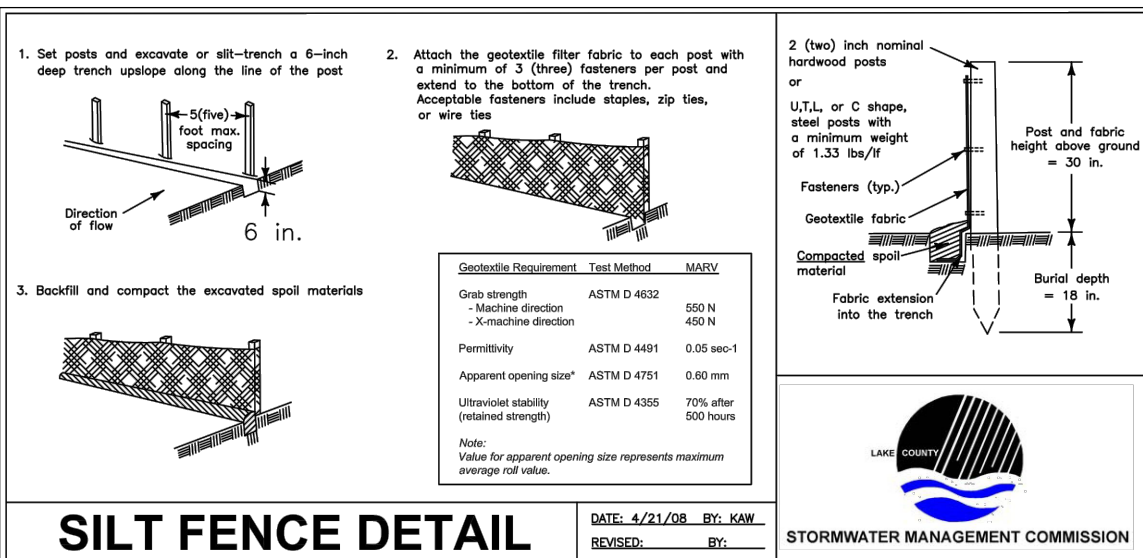 1. Set posts and excavate or slit-trench a 6-inch
deep trench upslope along the line of the post
5(five)
foot max.
spacing
Direction
of flow
6 in.
2. Attach the geotextile filter fabric to each post with
a minimum of 3 (three) fasteners per post and
extend to the bottom of the trench.
Acceptable fasteners include staples, zip ties,
or wire ties
3. Backfill and compact the excavated spoil materials
Geotextile Requirement Test Method MARV
Grab strength ASTM D 4632
- Machine direction 550 N
- X-machine direction 450 N
Permittivity ASTM D 4491 0.05 sec-1
Apparent opening size* ASTM D 4751 0.60 mm
Ultraviolet stability ASTM D 4355 70% after
(retained strength) 500 hours
Note:
Value for apparent opening size represents maximum
average roll value.
2 (two) inch nominal
hardwood posts
or
U,T,L, or C shape,
steel posts with
a minimum weight
of 1.33 lbs/lf
Fasteners (typ.)
Geotextile fabric
Compacted spoil
material
Fabric extension
into the trench
Post and fabric
height above ground
= 30 in.
Burial depth
= 18 in.
SILT FENCE DETAIL
DATE: 4/21/08 BY: KAW
REVISED: BY:
LAKE COUNTY
STORMWATER MANAGEMENT COMMISSION